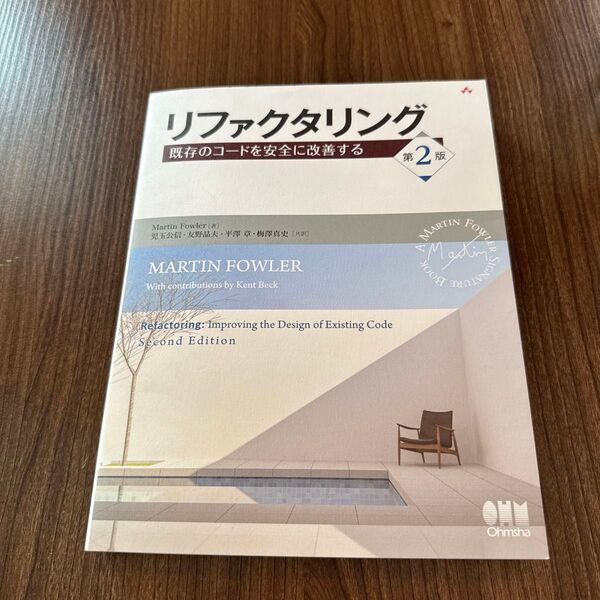 リファクタリング
既存のコードを安全に改善する
第2版
Martin Fowler [著]
児玉公信・友野晶夫・平澤 章・梅澤真史 [共訳]
A MARTIN FOWLER SIGNATURE BOOK
Martin
MARTIN FOWLER
With contributions by Kent Beck
Refactoring: Improving the Design of Existing Code
Second Edition
OHM
Ohmsha